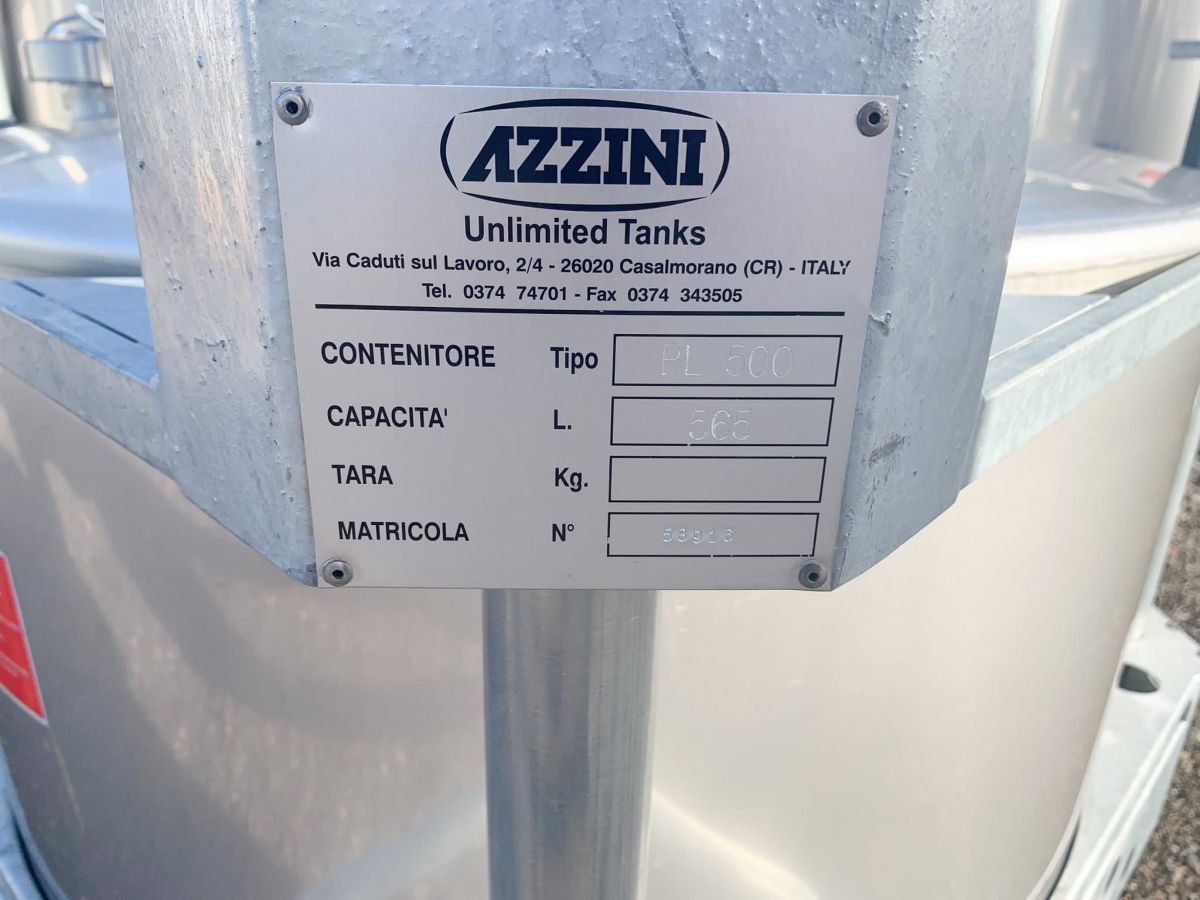 AZZINI
Unlimited Tanks
Via Caduti sul Lavoro, 2/4 - 26020 Casalmorano (CR) - ITALY
Tel. 0374 74701 - Fax 0374 343505
CONTENITORE Tipo PL 500
CAPACITA' L. 565
TARA Kg.
MATRICOLA N° 58916